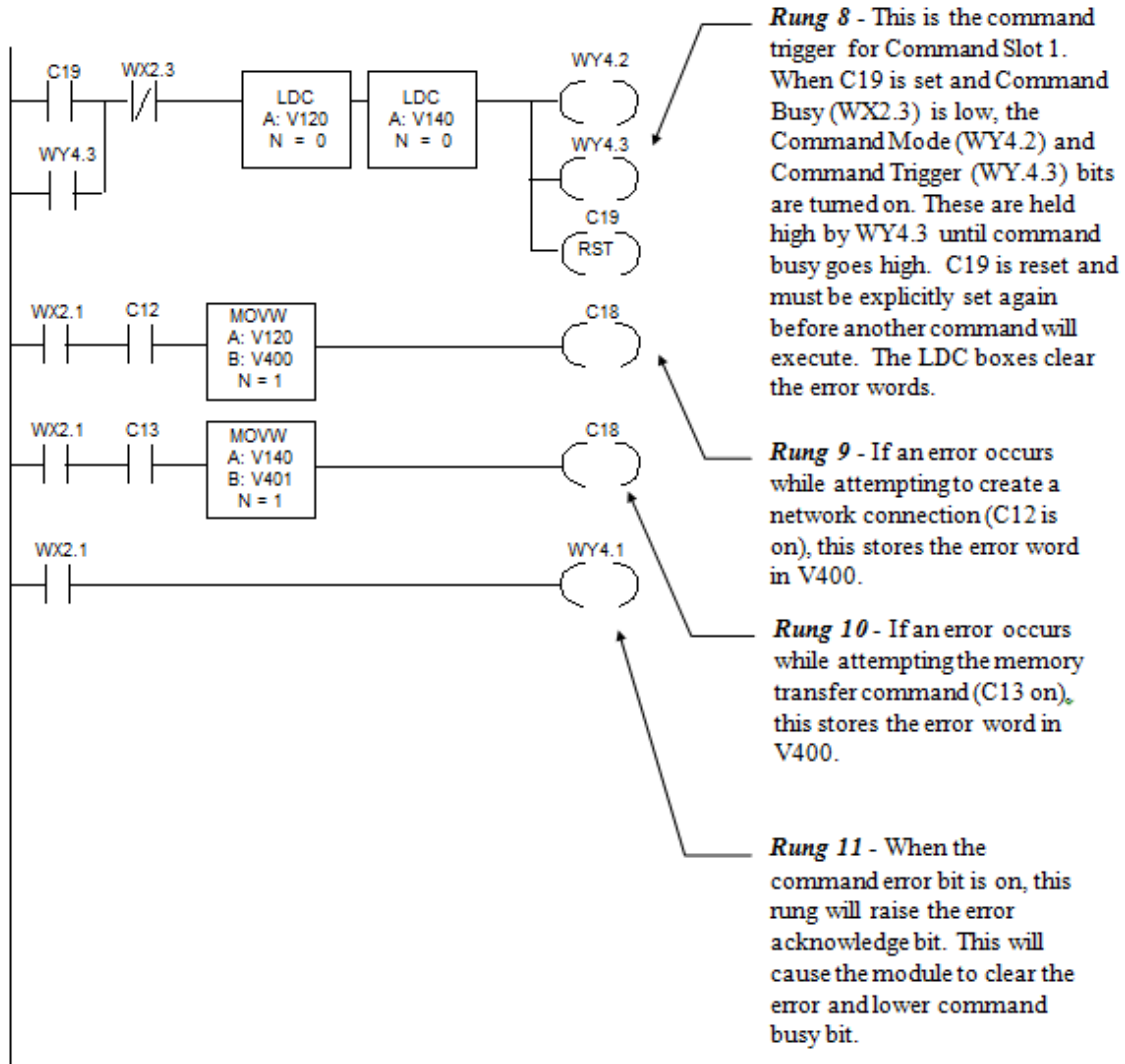 C19
WX2.3
LDC
A: V120
N = 0
LDC
A: V140
N = 0
WY4.2
WY4.3
WY4.3
C19
RST
WX2.1
C12
MOVW
A: V120
B: V400
N = 1
C18
WX2.1
C13
MOVW
A: V140
B: V401
N = 1
C18
WX2.1
WY4.1
Rung 8 - This is the command
trigger for Command Slot 1.
When C19 is set and Command
Busy (WX2.3) is low, the
Command Mode (WY4.2) and
Command Trigger (WY.4.3) bits
are turned on. These are held
high by WY4.3 until command
busy goes high. C19 is reset and
must be explicitly set again
before another command will
execute. The LDC boxes clear
the error words.
Rung 9 - If an error occurs
while attempting to create a
network connection (C12 is
on), this stores the error word
in V400.
Rung 10 - If an error occurs
while attempting the memory
transfer command (C13 on),
this stores the error word in
V400.
Rung 11 - When the
command error bit is on, this
rung will raise the error
acknowledge bit. This will
cause the module to clear the
error and lower command
busy bit.